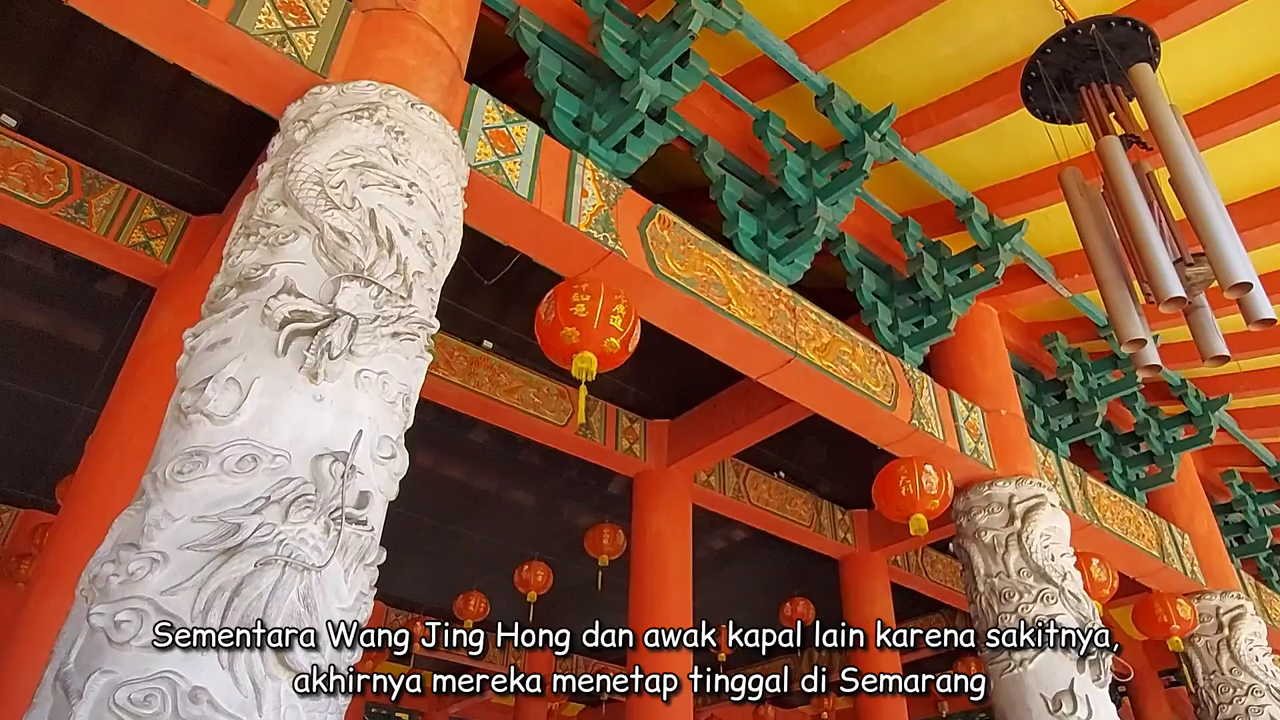 Sementara Wang Jing Hong dan awak kapal lain karena sakitnya,
akhirnya mereka menetap tinggal di Semarang